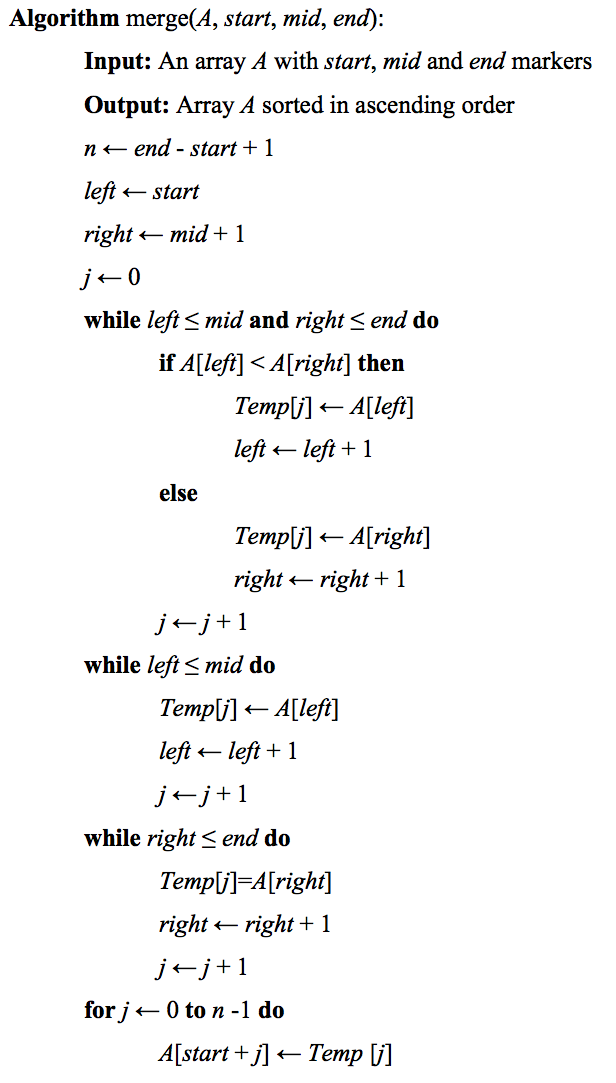 Algorithm merge(A, start, mid, end):
Input: An array A with start, mid and end markers
Output: Array A sorted in ascending order
n ← end - start + 1
left ← start
right ← mid + 1
j ← 0
while left ≤ mid and right ≤ end do
if A[left] < A[right] then
Temp[j] ← A[left]
left ← left + 1
else
Temp[j] ← A[right]
right ← right + 1
j ← j + 1
while left ≤ mid do
Temp[j] ← A[left]
left ← left + 1
j ← j + 1
while right ≤ end do
Temp[j]=A[right]
right ← right + 1
j ← j + 1
for j ← 0 to n -1 do
A[start + j] ← Temp [j]